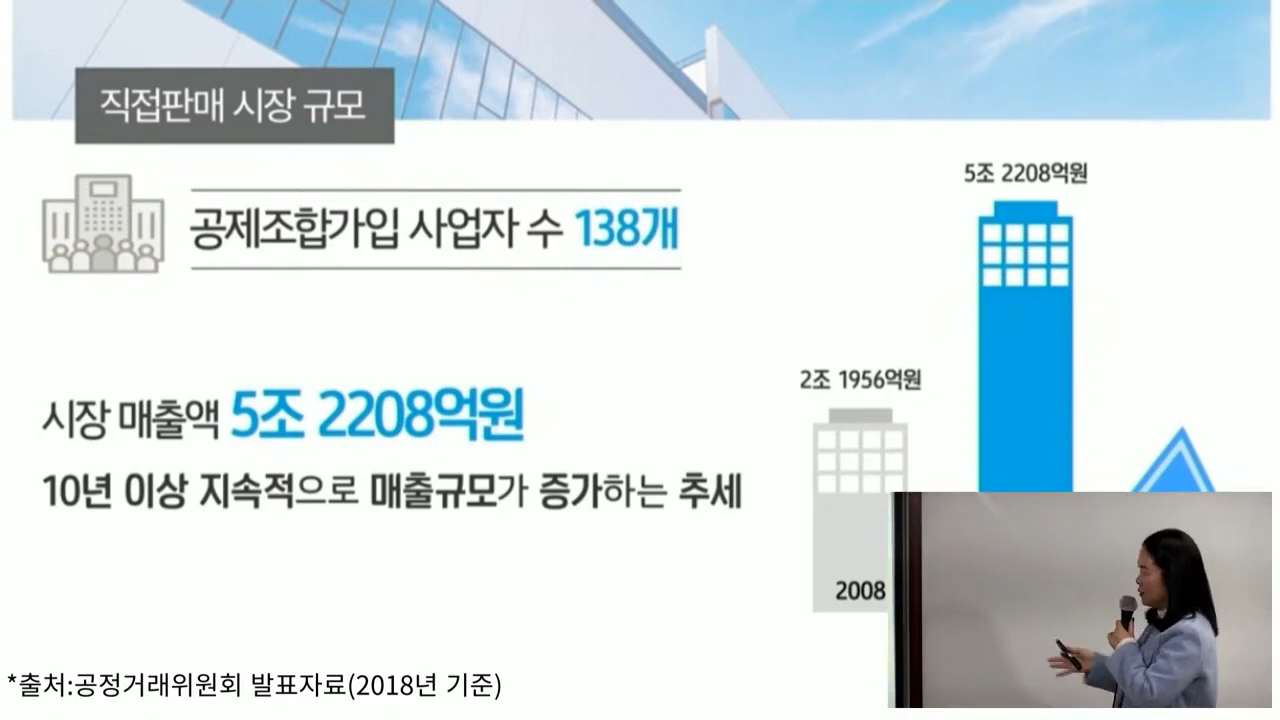 직접판매 시장 규모
공제조합가입 사업자 수 138개
시장 매출액 5조 2208억원
10년 이상 지속적으로 매출규모가 증가하는 추세
5조 2208억원
2조 1956억원
2008
*출처:공정거래위원회 발표자료(2018년 기준)